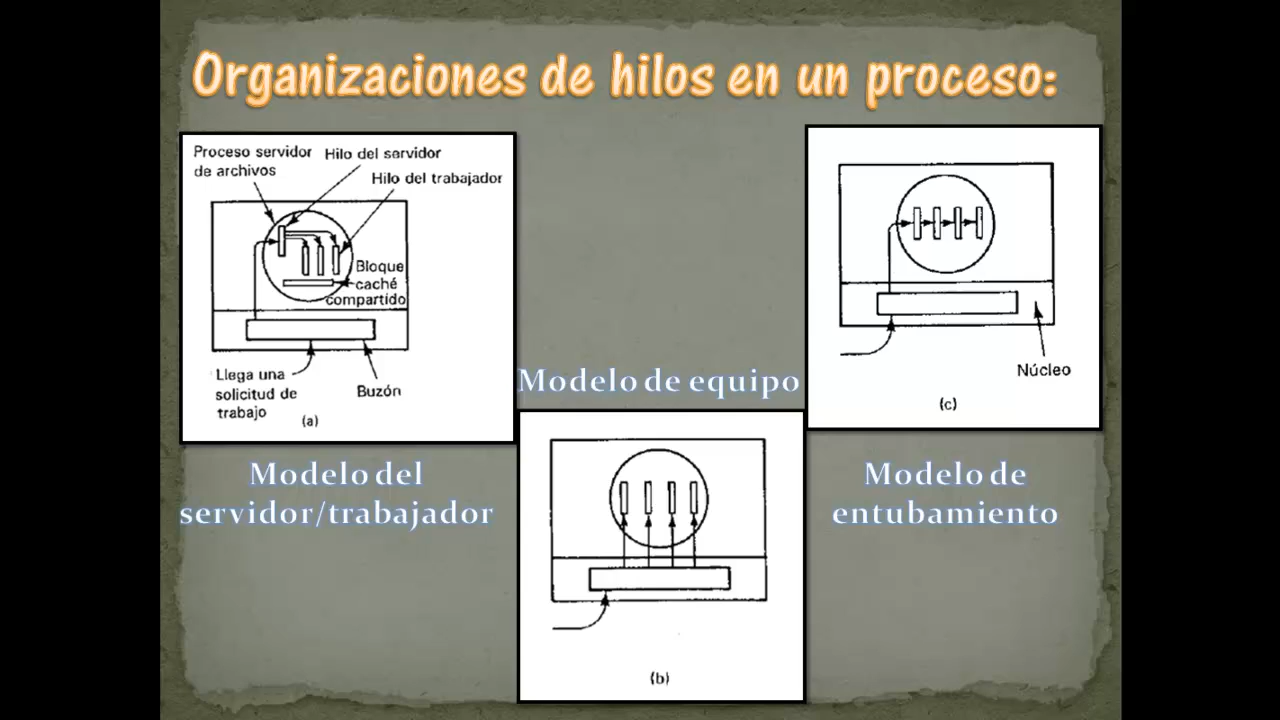 Organizaciones de hilos en un proceso:
Proceso servidor
de archivos
Hilo del servidor
Hilo del trabajador
Bloque
caché
compartido
Llega una
solicitud de
trabajo
Buzón
(a)
Modelo del
servidor/trabajador
Modelo de equipo
(b)
Núcleo
(c)
Modelo de
entubamiento